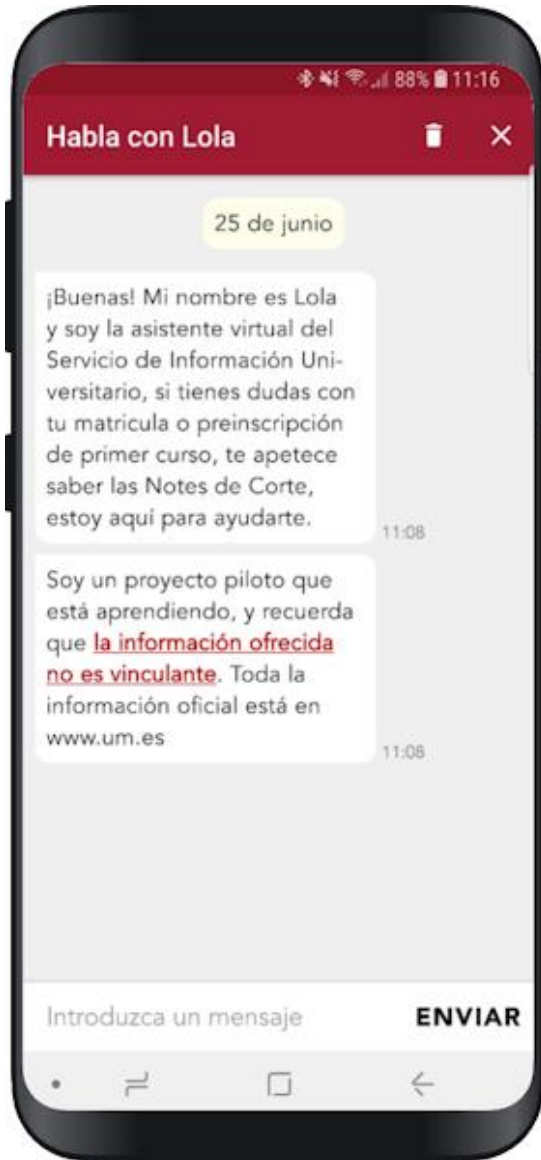 88% 11:16
Habla con Lola
25 de junio
¡Buenas! Mi nombre es Lola
y soy la asistente virtual del
Servicio de Información Uni-
versitario, si tienes dudas con
tu matricula o preinscripción
de primer curso, te apetece
saber las Notes de Corte,
estoy aquí para ayudarte.
11:08
Soy un proyecto piloto que
está aprendiendo, y recuerda
que la información ofrecida
no es vinculante. Toda la
información oficial está en
www.um.es
11:08
Introduzca un mensaje ENVIAR